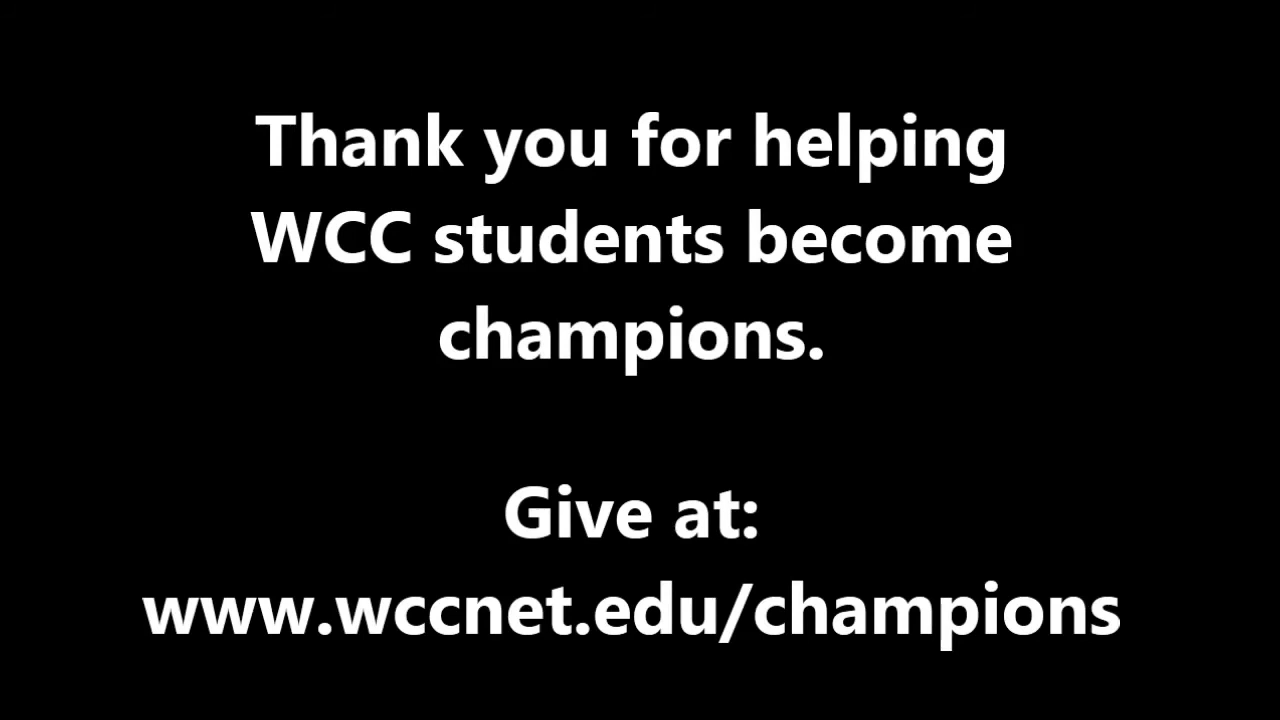 Thank you for helping
WCC students become
champions.
Give at:
www.wccnet.edu/champions